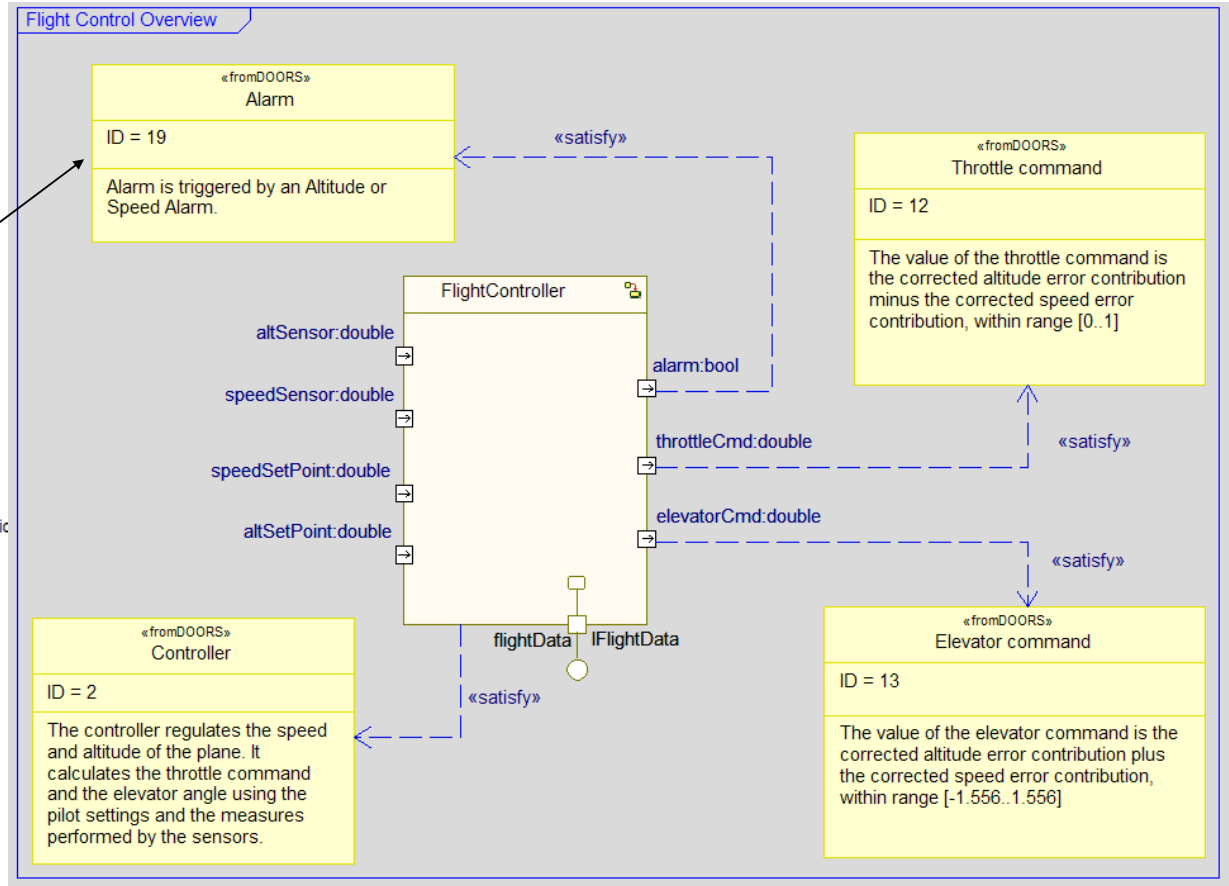 Flight Control Overview
«fromDOORS»
Alarm
ID = 19
Alarm is triggered by an Altitude or
Speed Alarm.
«satisfy»
«fromDOORS»
Throttle command
ID = 12
The value of the throttle command is
the corrected altitude error contribution
minus the corrected speed error
contribution, within range [0..1]
FlightController
altSensor:double
speedSensor:double
speedSetPoint:double
altSetPoint:double
alarm:bool
throttleCmd:double
«satisfy»
elevatorCmd:double
«satisfy»
flightData
IFlightData
«satisfy»
«fromDOORS»
Controller
ID = 2
The controller regulates the speed
and altitude of the plane. It
calculates the throttle command
and the elevator angle using the
pilot settings and the measures
performed by the sensors.
«fromDOORS»
Elevator command
ID = 13
The value of the elevator command is the
corrected altitude error contribution plus
the corrected speed error contribution,
within range [-1.556..1.556]